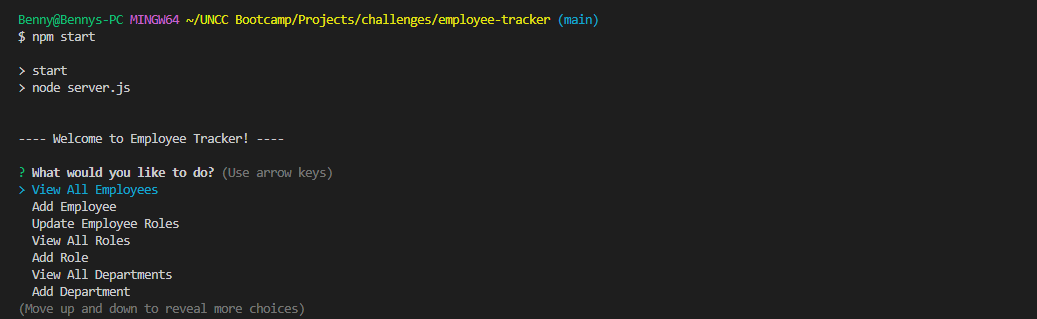 Benny@Bennys-PC MINGW64 ~/UNCC Bootcamp/Projects/challenges/employee-tracker (main)
$ npm start
> start
> node server.js
---- Welcome to Employee Tracker! ----
? What would you like to do? (Use arrow keys)
> View All Employees
Add Employee
Update Employee Roles
View All Roles
Add Role
View All Departments
Add Department
(Move up and down to reveal more choices)